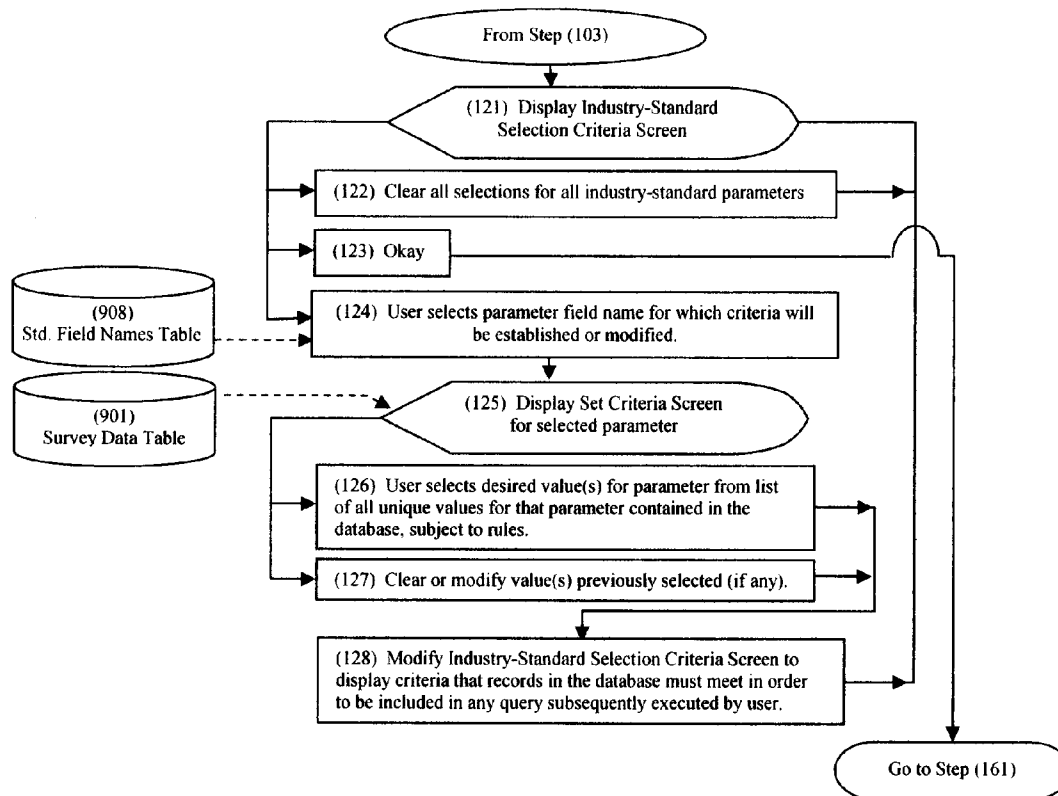 From Step (103)
(121) Display Industry-Standard
Selection Criteria Screen
(122) Clear all selections for all industry-standard parameters
(123) Okay
(908)
Std. Field Names Table
(124) User selects parameter field name for which criteria will
be established or modified.
(901)
Survey Data Table
(125) Display Set Criteria Screen
for selected parameter
(126) User selects desired value(s) for parameter from list
of all unique values for that parameter contained in the
database, subject to rules.
(127) Clear or modify value(s) previously selected (if any).
(128) Modify Industry-Standard Selection Criteria Screen to
display criteria that records in the database must meet in order
to be included in any query subsequently executed by user.
Go to Step (161)